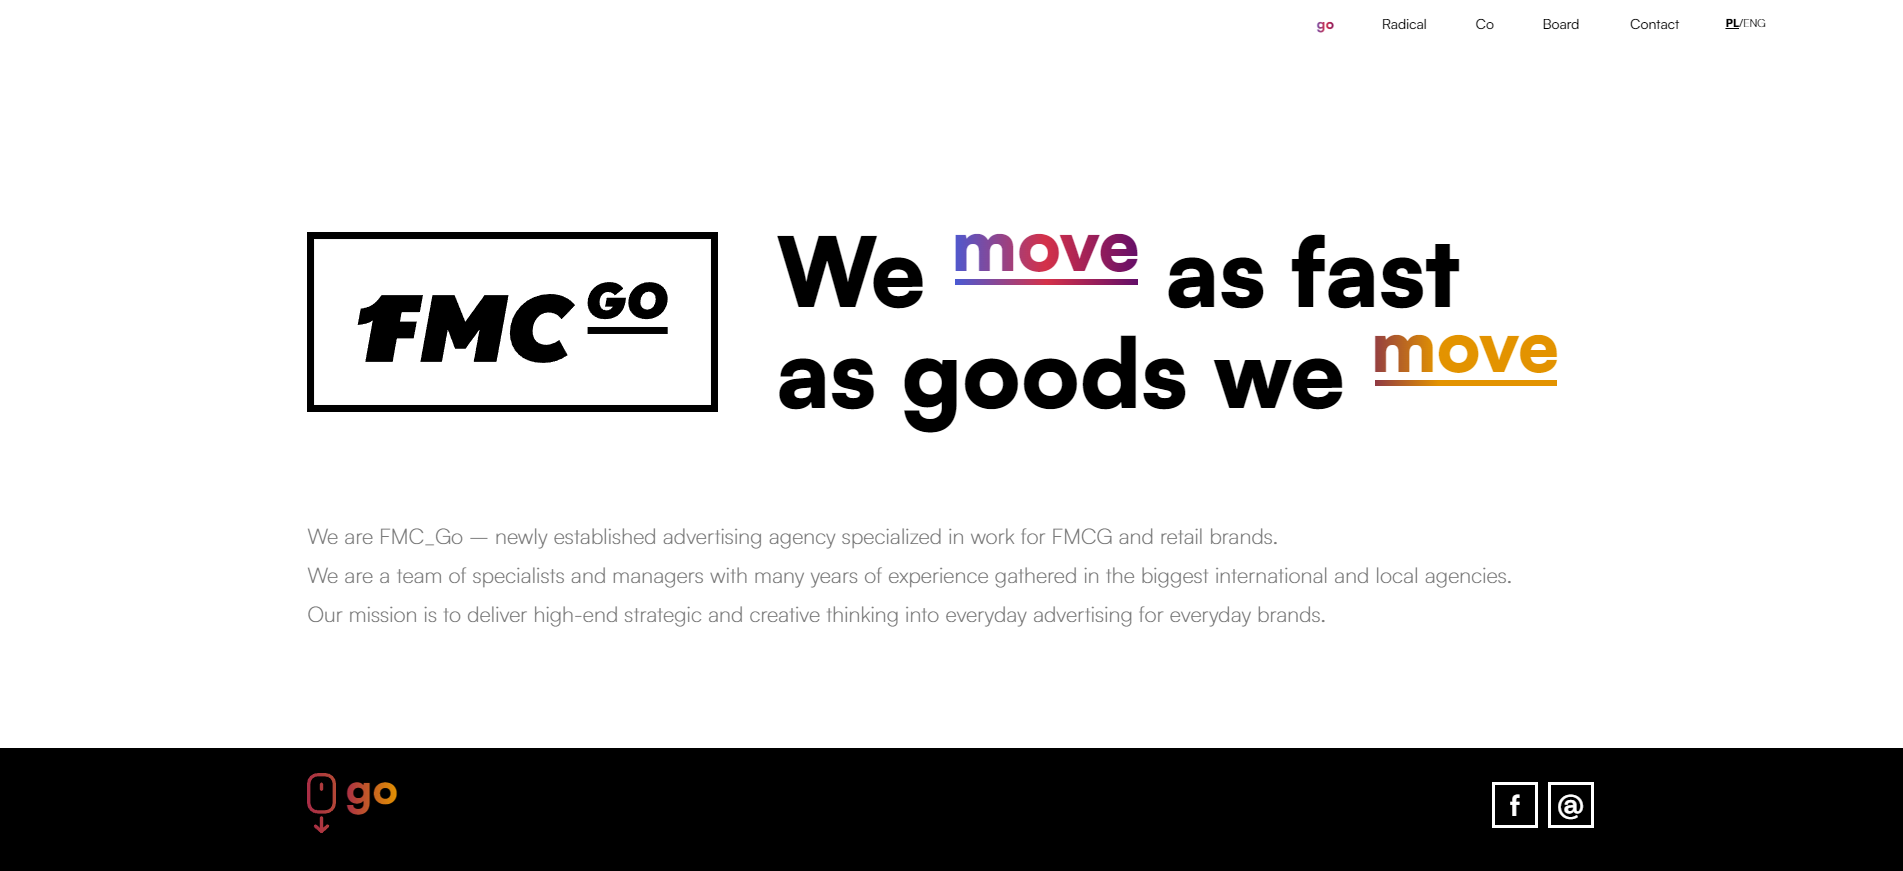 go Radical Co Board Contact PL/ENG
FMC GO
We move as fast
as goods we move
We are FMC_Go — newly established advertising agency specialized in work for FMCG and retail brands.
We are a team of specialists and managers with many years of experience gathered in the biggest international and local agencies.
Our mission is to deliver high-end strategic and creative thinking into everyday advertising for everyday brands.
go f @